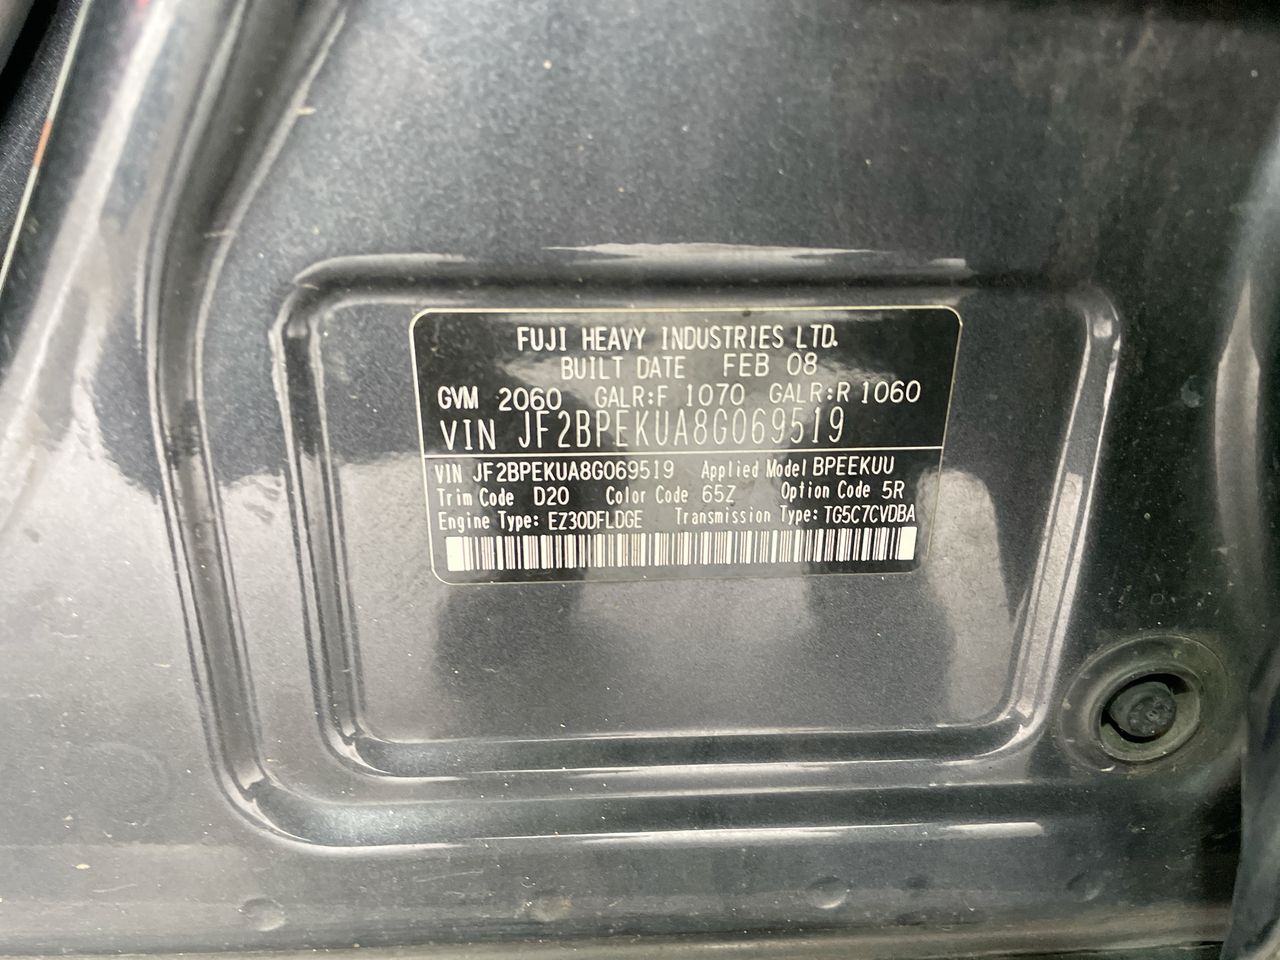 FUJI HEAVY INDUSTRIES LTD.
BUILT DATE FEB 08
GVM 2060 GALR:F 1070 GALR:R 1060
VIN JF2BPEKUA8G069519
VIN JF2BPEKUA8G069519 Applied Model BPEEKUU
Trim Code D20 Color Code 65Z Option Code 5R
Engine Type: EZ30DFLDGE Transmission Type: TG5C7CVDBA